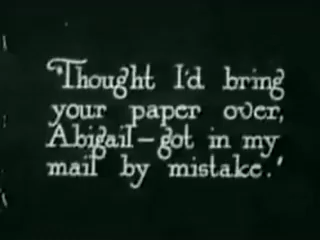 "Thought I'd bring
your paper over,
Abigail – got in my
mail by mistake."